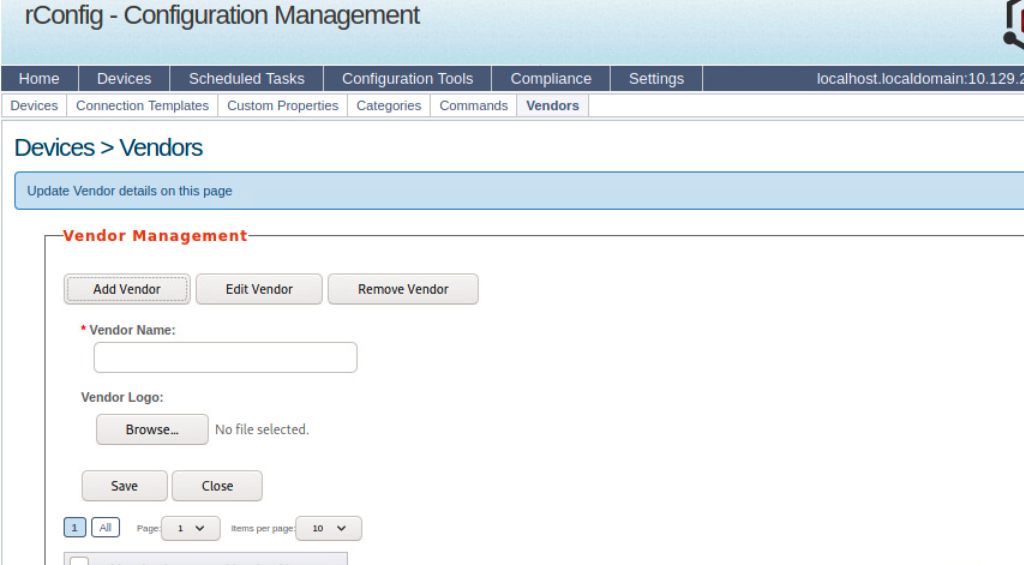 rConfig - Configuration Management
Home Devices Scheduled Tasks Configuration Tools Compliance Settings localhost.localdomain:10.129.2
Devices Connection Templates Custom Properties Categories Commands Vendors
Devices > Vendors
Update Vendor details on this page
Vendor Management
Add Vendor Edit Vendor Remove Vendor
* Vendor Name:
Vendor Logo:
Browse... No file selected.
Save Close
1 All Page: 1 Items per page: 10